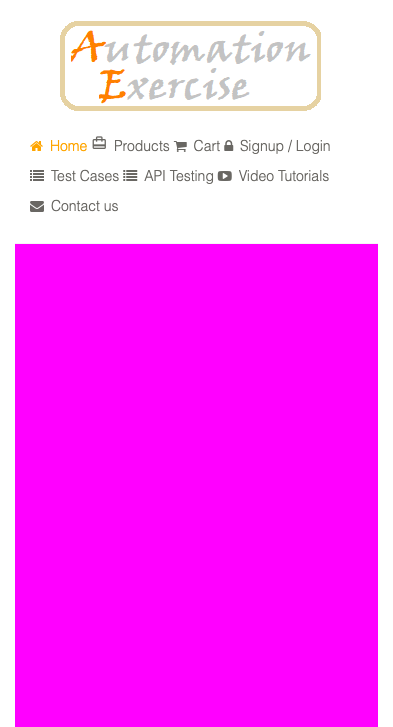 Automation
Exercise
Home Products Cart Signup / Login
Test Cases API Testing Video Tutorials
Contact us